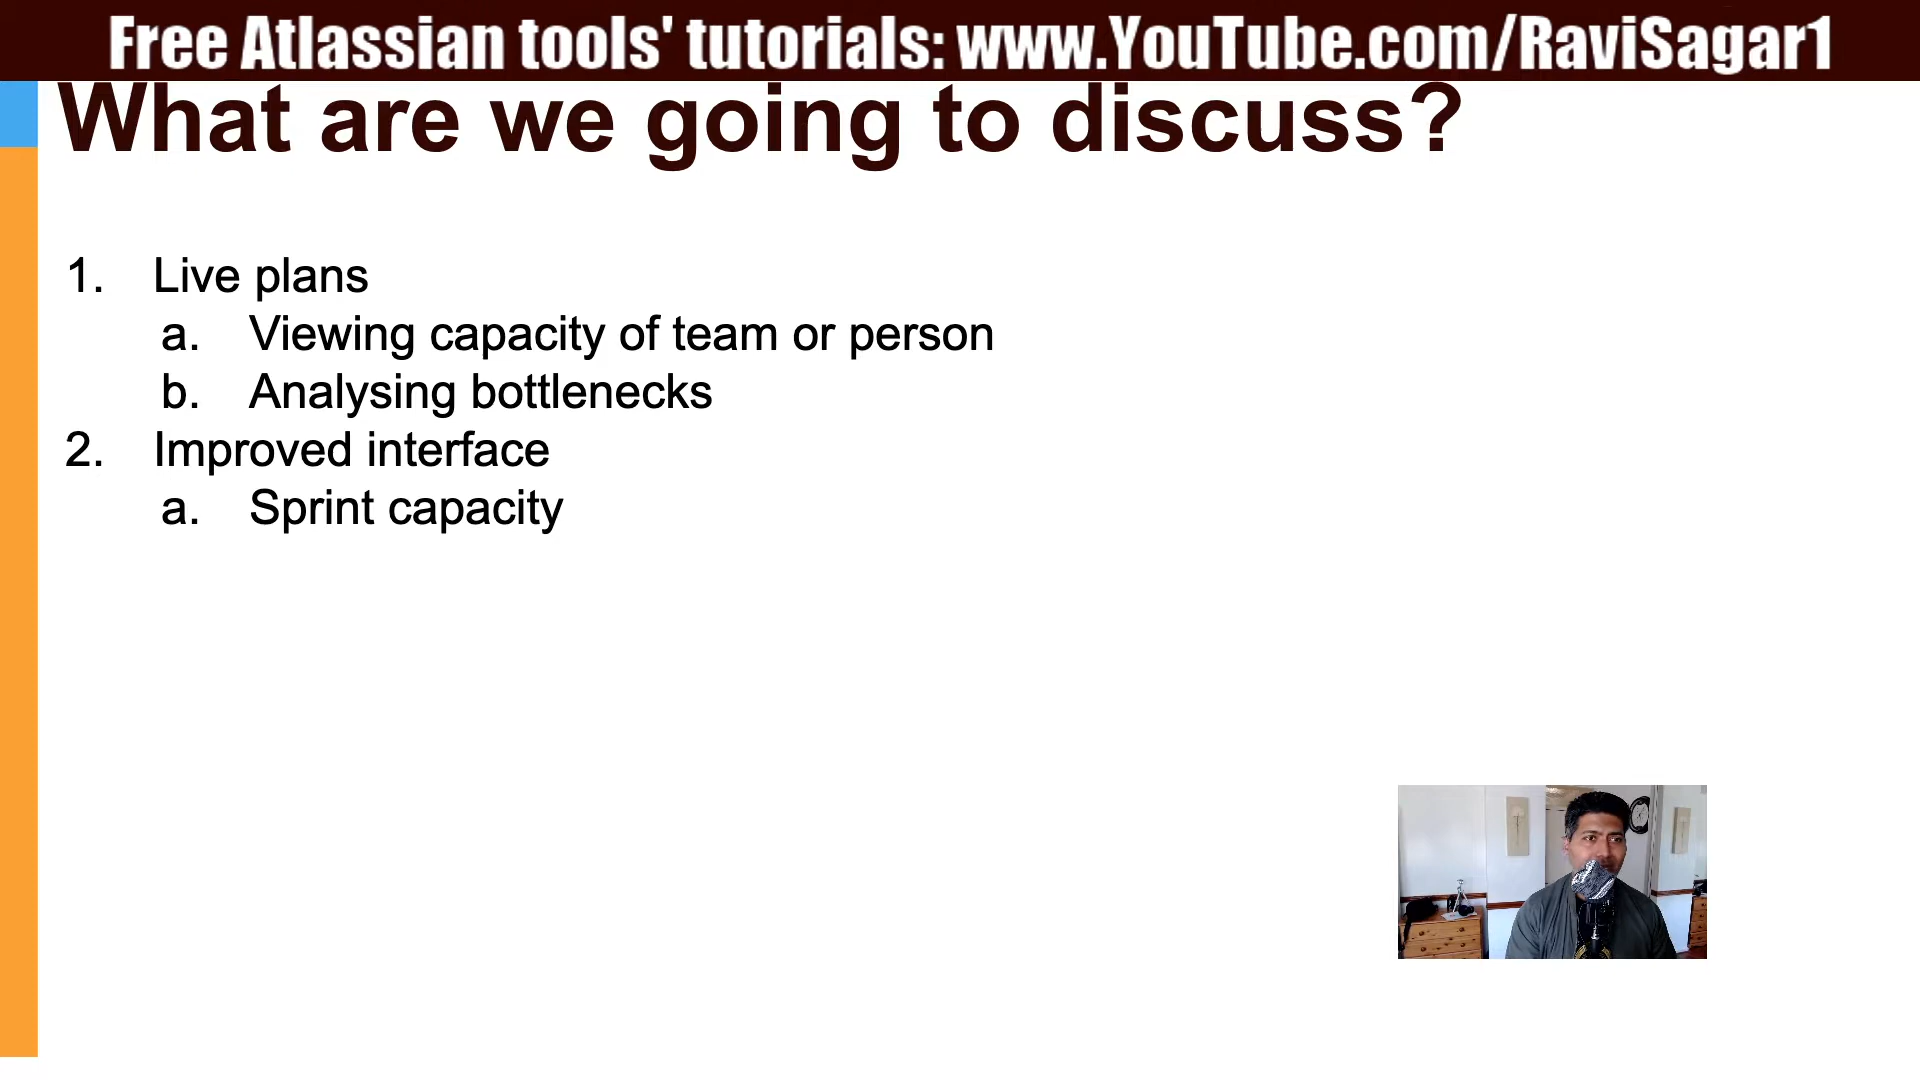 Free Atlassian tools' tutorials: www.YouTube.com/RaviSagar1
What are we going to discuss?
1. Live plans
a. Viewing capacity of team or person
b. Analysing bottlenecks
2. Improved interface
a. Sprint capacity